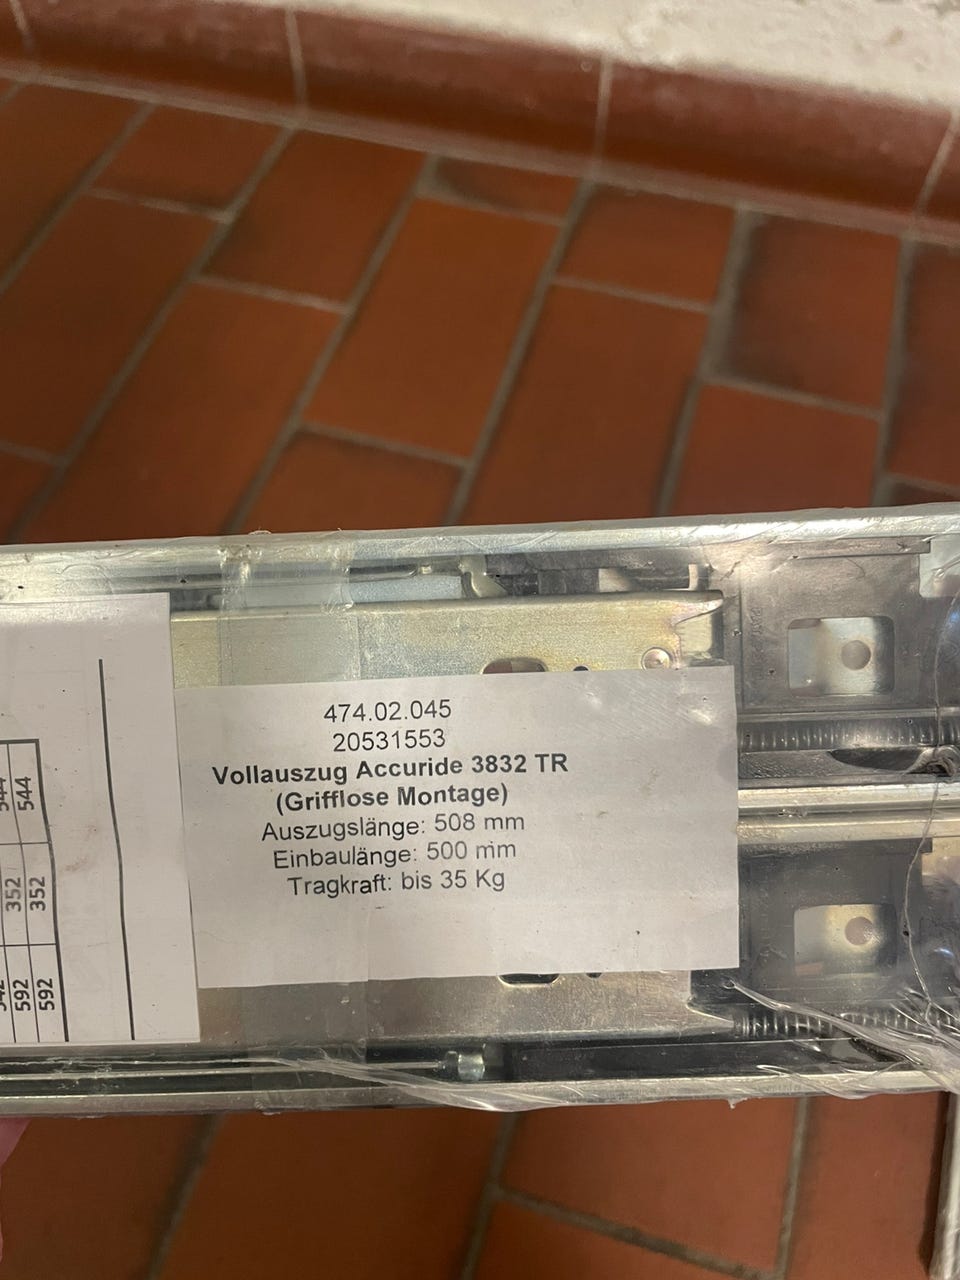 474.02.045
20531553
Vollauszug Accuride 3832 TR
(Grifflose Montage)
Auszugslänge: 508 mm
Einbaulänge: 500 mm
Tragkraft: bis 35 Kg
544
352
352
592
592